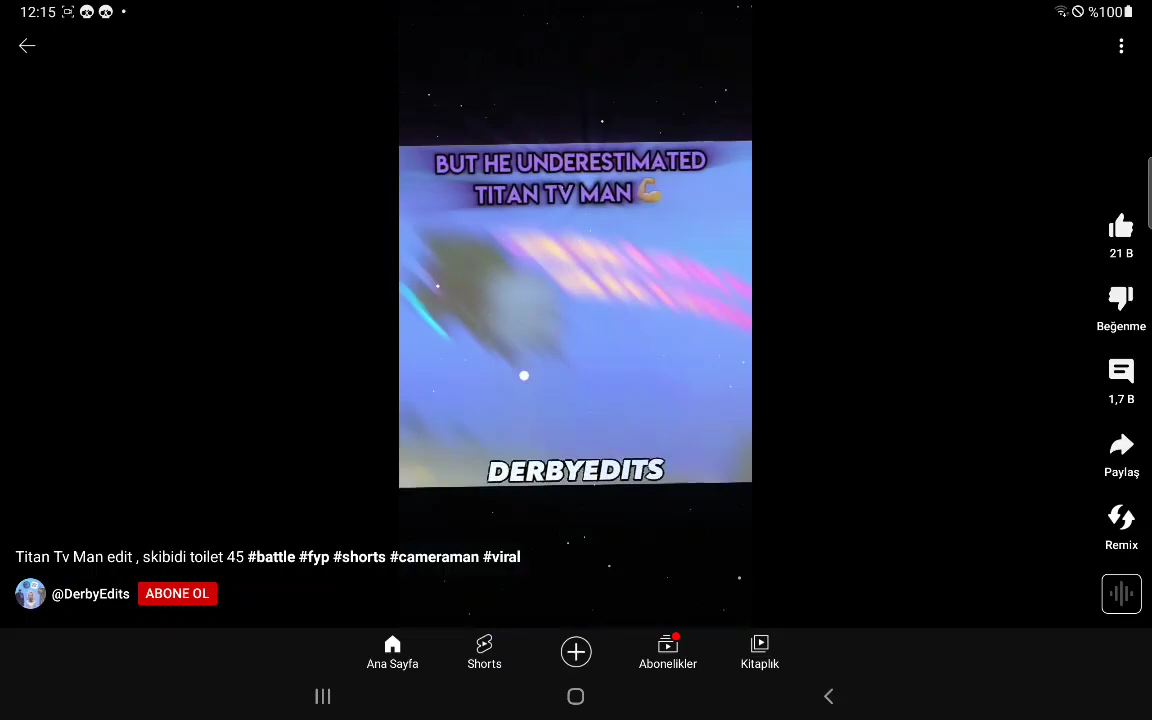 12:15
%100
BUT HE UNDERESTIMATED
TITAN TV MAN💪
DERBYEDITS
21 B
Beğenme
1,7 B
Paylaş
Remix
Titan Tv Man edit , skibidi toilet 45 #battle #fyp #shorts #cameraman #viral
@DerbyEdits ABONE OL
Ana Sayfa Shorts Abonelikler Kitaplık